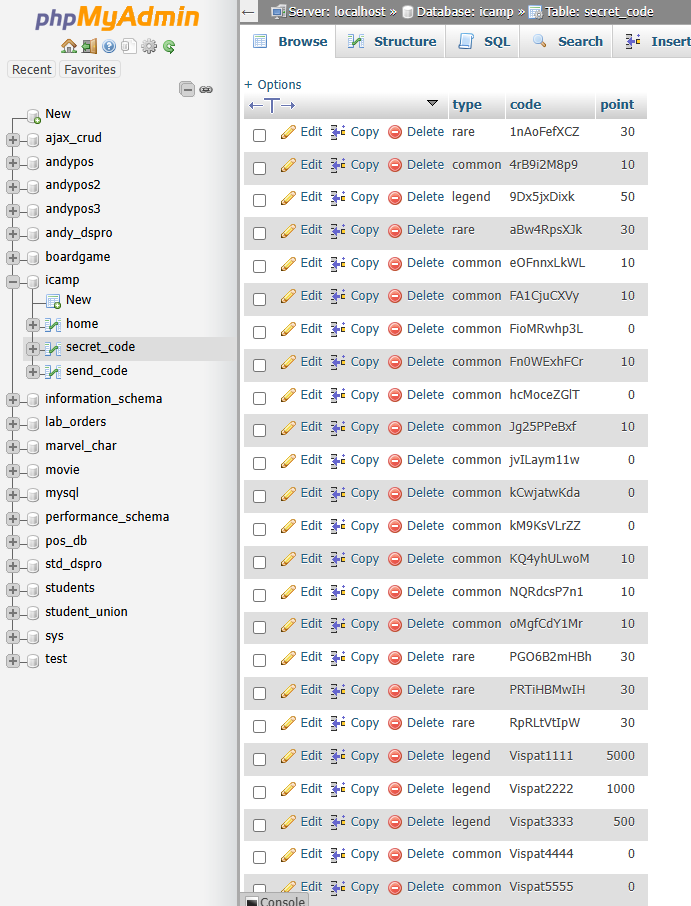 phpMyAdmin
Recent Favorites
New
ajax_crud
andypos
andypos2
andypos3
andy_dspro
boardgame
icamp
New
home
secret_code
send_code
information_schema
lab_orders
marvel_char
movie
mysql
performance_schema
pos_db
std_dspro
students
student_union
sys
test
Server: localhost » Database: icamp » Table: secret_code
Browse Structure SQL Search Insert
+ Options
←T→ type code point
Edit Copy Delete rare 1nAoFefXCZ 30
Edit Copy Delete common 4rB9i2M8p9 10
Edit Copy Delete legend 9Dx5jxDixk 50
Edit Copy Delete rare aBw4RpsXJk 30
Edit Copy Delete common eOFnnxLkWL 10
Edit Copy Delete common FA1CjuCXVy 10
Edit Copy Delete common FioMRwhp3L 0
Edit Copy Delete common Fn0WExhFCr 10
Edit Copy Delete common hcMoceZGlT 0
Edit Copy Delete common Jg25PPeBxf 10
Edit Copy Delete common jvILaym11w 0
Edit Copy Delete common kCwjatwKda 0
Edit Copy Delete common kM9KsVLrZZ 0
Edit Copy Delete common KQ4yhULwoM 10
Edit Copy Delete common NQRdcsP7n1 10
Edit Copy Delete common oMgfCdY1Mr 10
Edit Copy Delete rare PGO6B2mHBh 30
Edit Copy Delete rare PRTiHBMwIH 30
Edit Copy Delete rare RpRLtVtIpW 30
Edit Copy Delete legend Vispat1111 5000
Edit Copy Delete legend Vispat2222 1000
Edit Copy Delete legend Vispat3333 500
Edit Copy Delete common Vispat4444 0
Edit Copy Delete common Vispat5555 0
Console